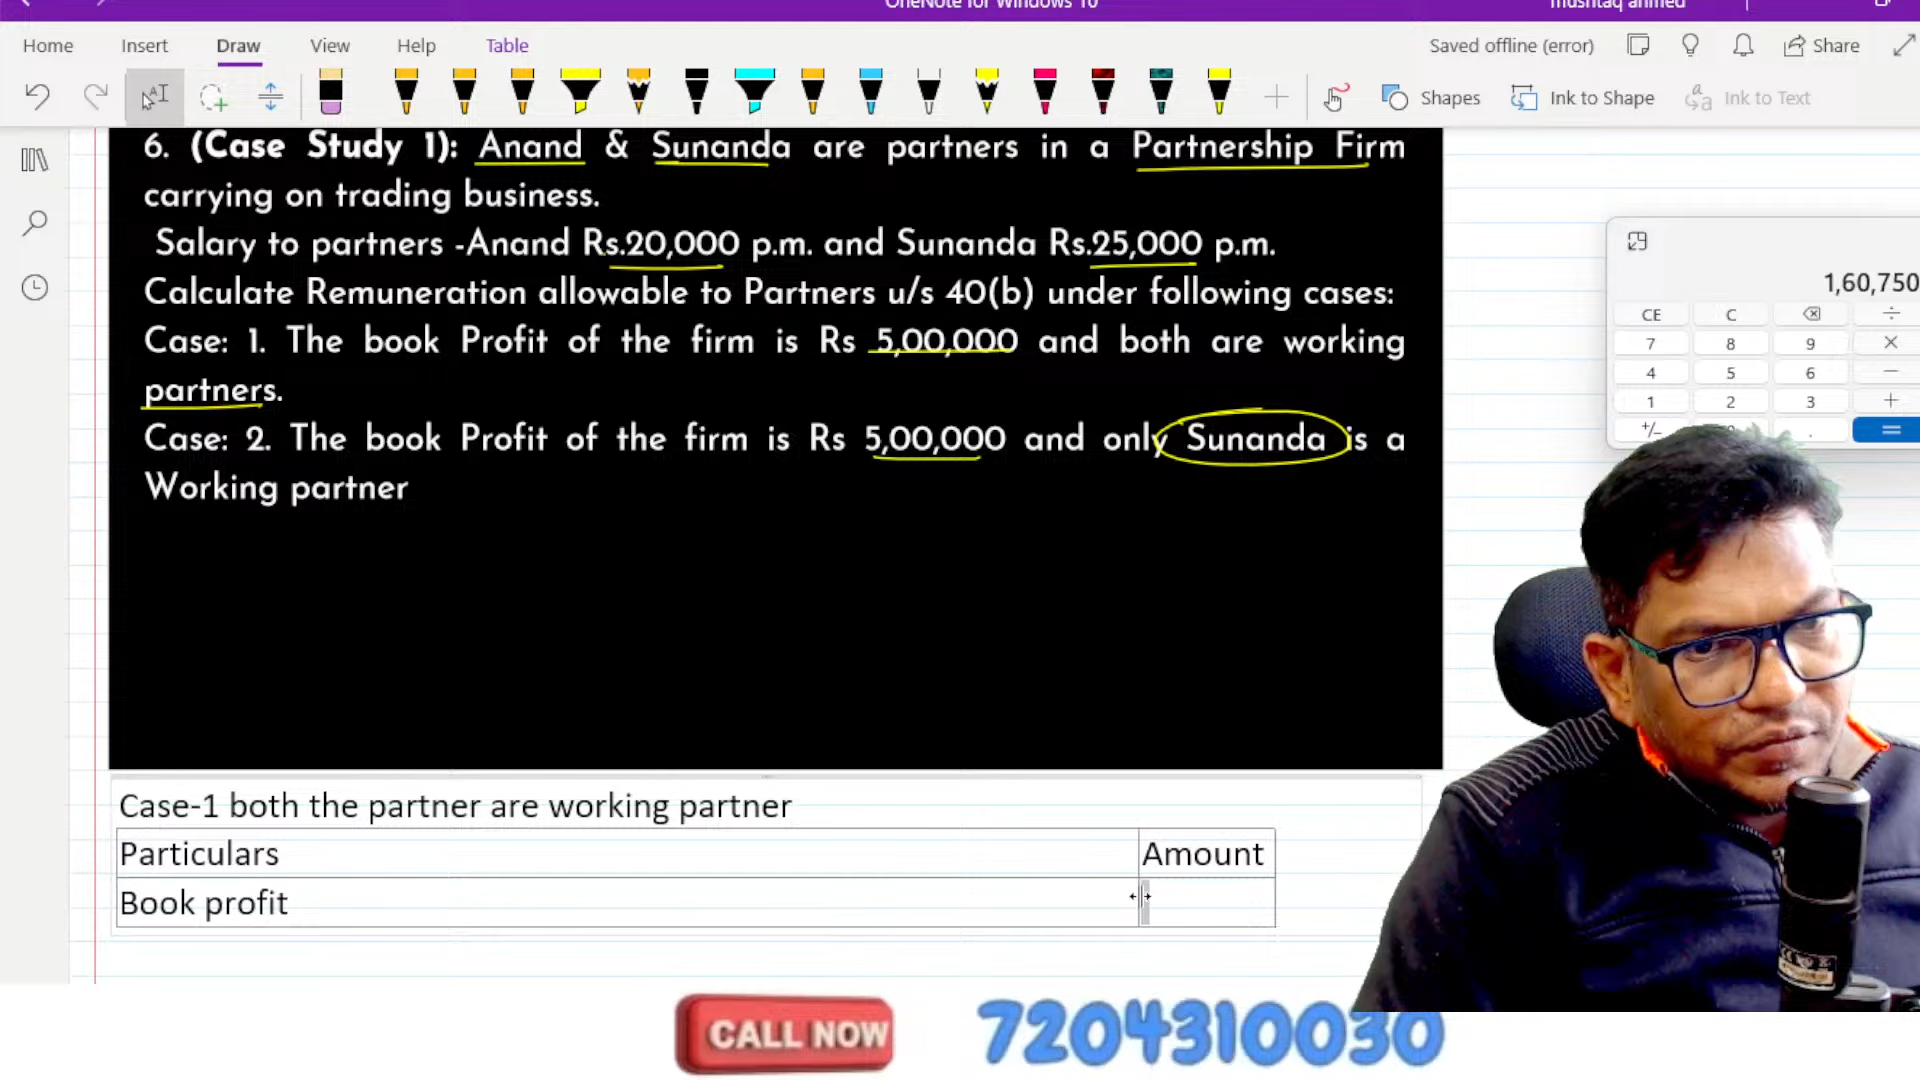 OneNote for Windows 10
mushtaq ahmed
Home Insert Draw View Help Table
Saved offline (error)
Share
Shapes
Ink to Shape
Ink to Text
6. (Case Study 1): Anand & Sunanda are partners in a Partnership Firm
carrying on trading business.
Salary to partners -Anand Rs.20,000 p.m. and Sunanda Rs.25,000 p.m.
Calculate Remuneration allowable to Partners u/s 40(b) under following cases:
Case: 1. The book Profit of the firm is Rs 5,00,000 and both are working
partners.
Case: 2. The book Profit of the firm is Rs 5,00,000 and only Sunanda is a
Working partner
1,60,750
CE C ⌫ ÷
7 8 9 ×
4 5 6 −
1 2 3 +
+/− . =
Case-1 both the partner are working partner
Particulars Amount
Book profit
CALL NOW
7204310030